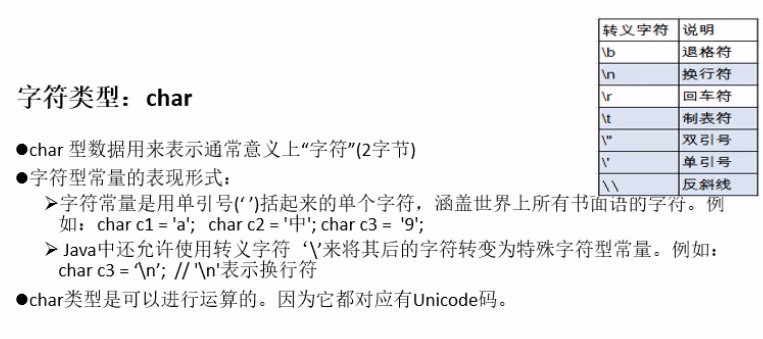 转义字符 说明
\b 退格符
\n 换行符
\r 回车符
\t 制表符
\" 双引号
\' 单引号
\\ 反斜线
字符类型：char
●char 型数据用来表示通常意义上“字符”(2字节)
●字符型常量的表现形式：
➢字符常量是用单引号(‘ ’)括起来的单个字符，涵盖世界上所有书面语的字符。例
如：char c1 = 'a'; char c2 = '中'; char c3 = '9';
➢ Java中还允许使用转义字符‘\’来将其后的字符转变为特殊字符型常量。例如：
char c3 = ‘\n’; // '\n'表示换行符
●char类型是可以进行运算的。因为它都对应有Unicode码。